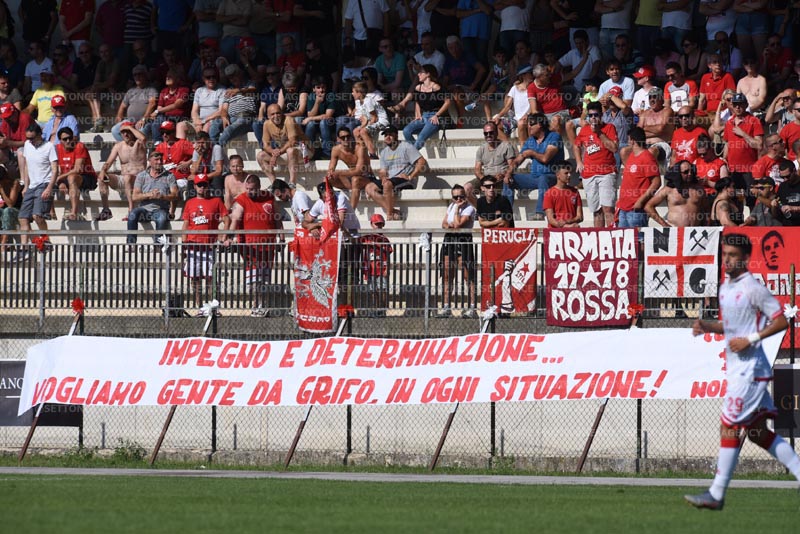 PERUGIA
ARMATA
19★78
ROSSA
IMPEGNO E DETERMINAZIONE...
VOGLIAMO GENTE DA GRIFO, IN OGNI SITUAZIONE!
29